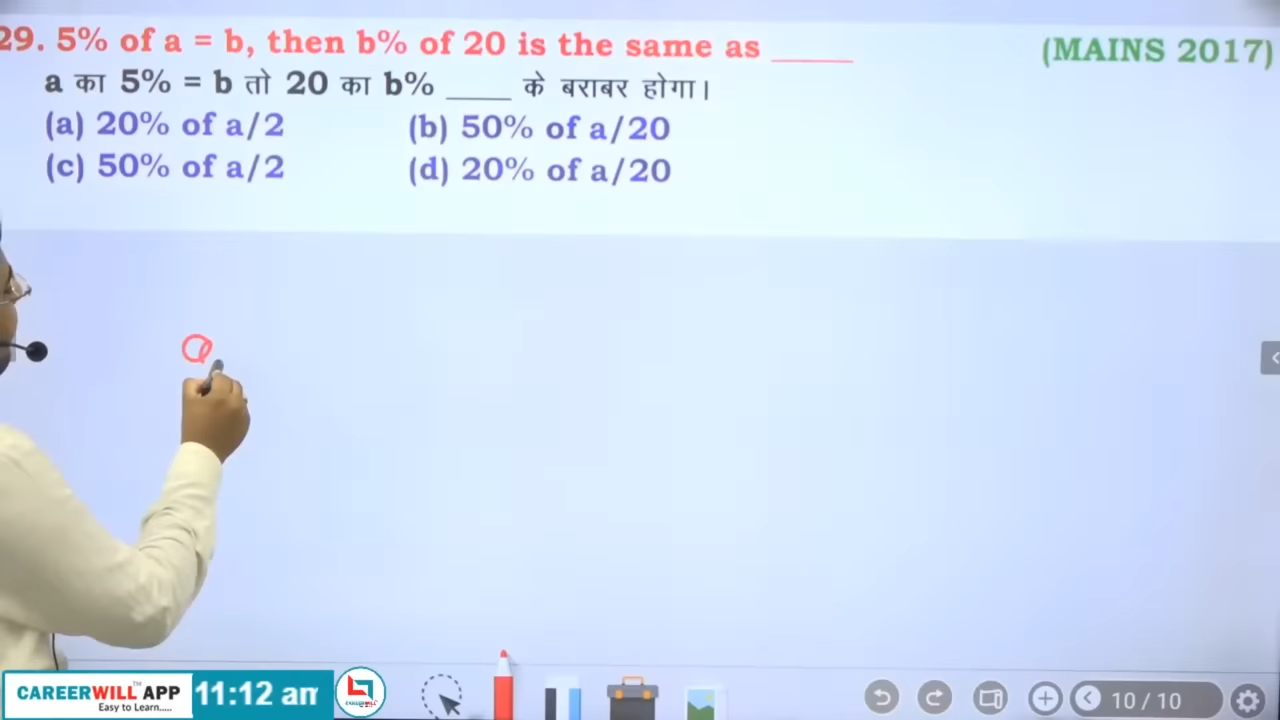 29. 5% of a = b, then b% of 20 is the same as _____ (MAINS 2017)
a का 5% = b तो 20 का b% ____ के बराबर होगा।
(a) 20% of a/2 (b) 50% of a/20
(c) 50% of a/2 (d) 20% of a/20
a
CAREERWILL™ APP
Easy to Learn.....
11:12 am
CAREERWILL
10 / 10